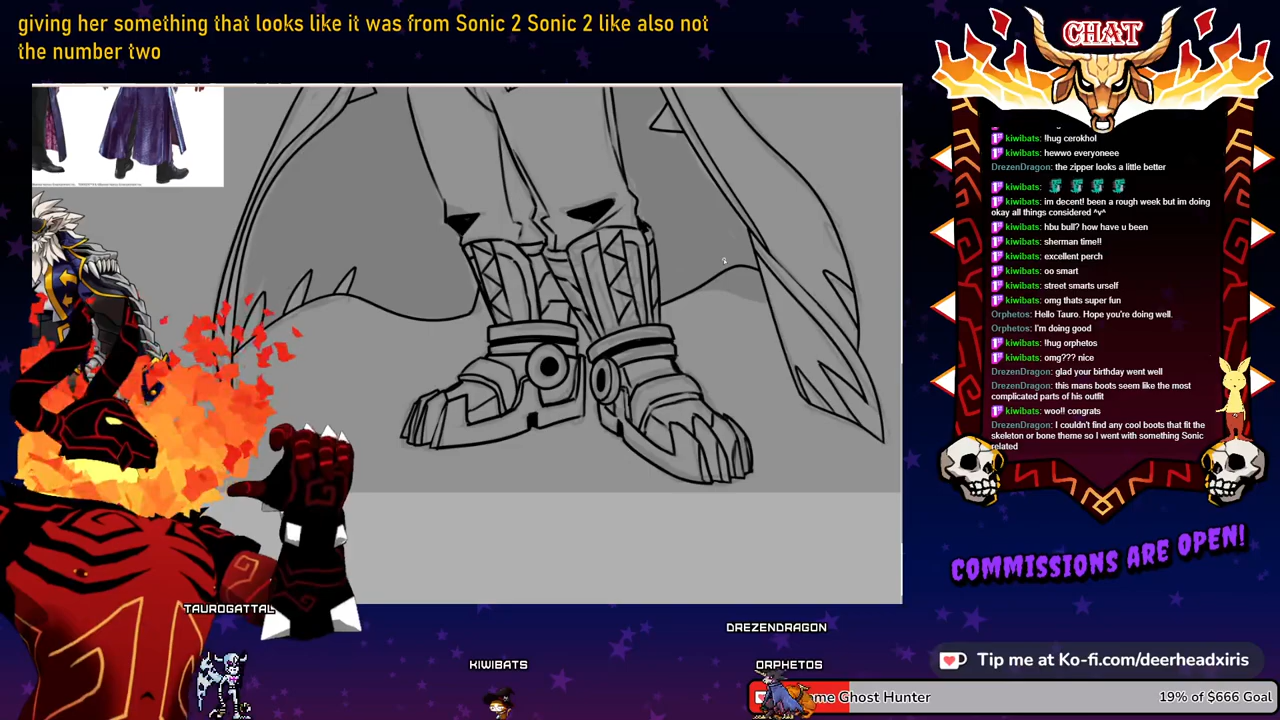 giving her something that looks like it was from Sonic 2 Sonic 2 like also not
the number two
CHAT
kiwibats: !hug cerokhol
kiwibats: hewwo everyoneee
DrezenDragon: the zipper looks a little better
kiwibats:
kiwibats: im decent! been a rough week but im doing
okay all things considered ^v^
kiwibats: hbu bull? how have u been
kiwibats: sherman time!!
kiwibats: excellent perch
kiwibats: oo smart
kiwibats: street smarts urself
kiwibats: omg thats super fun
Orphetos: Hello Tauro. Hope you're doing well.
Orphetos: I'm doing good
kiwibats: !hug orphetos
kiwibats: omg??? nice
DrezenDragon: glad your birthday went well
DrezenDragon: this mans boots seem like the most
complicated parts of his outfit
kiwibats: woo!! congrats
DrezenDragon: I couldn't find any cool boots that fit the
skeleton or bone theme so I went with something Sonic
related
COMMISSIONS ARE OPEN!
TAUROGATTAL
DREZENDRAGON
KIWIBATS
ORPHETOS
Tip me at Ko-fi.com/deerheadxiris
me Ghost Hunter
19% of $666 Goal